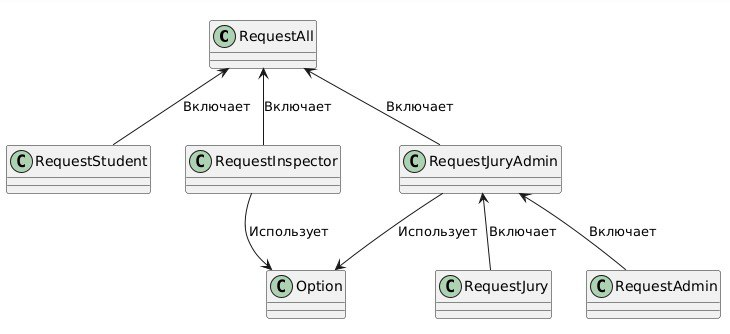 C RequestAll
Включает
Включает
Включает
C RequestStudent
C RequestInspector
C RequestJuryAdmin
Использует
Использует
Включает
Включает
C Option
C RequestJury
C RequestAdmin